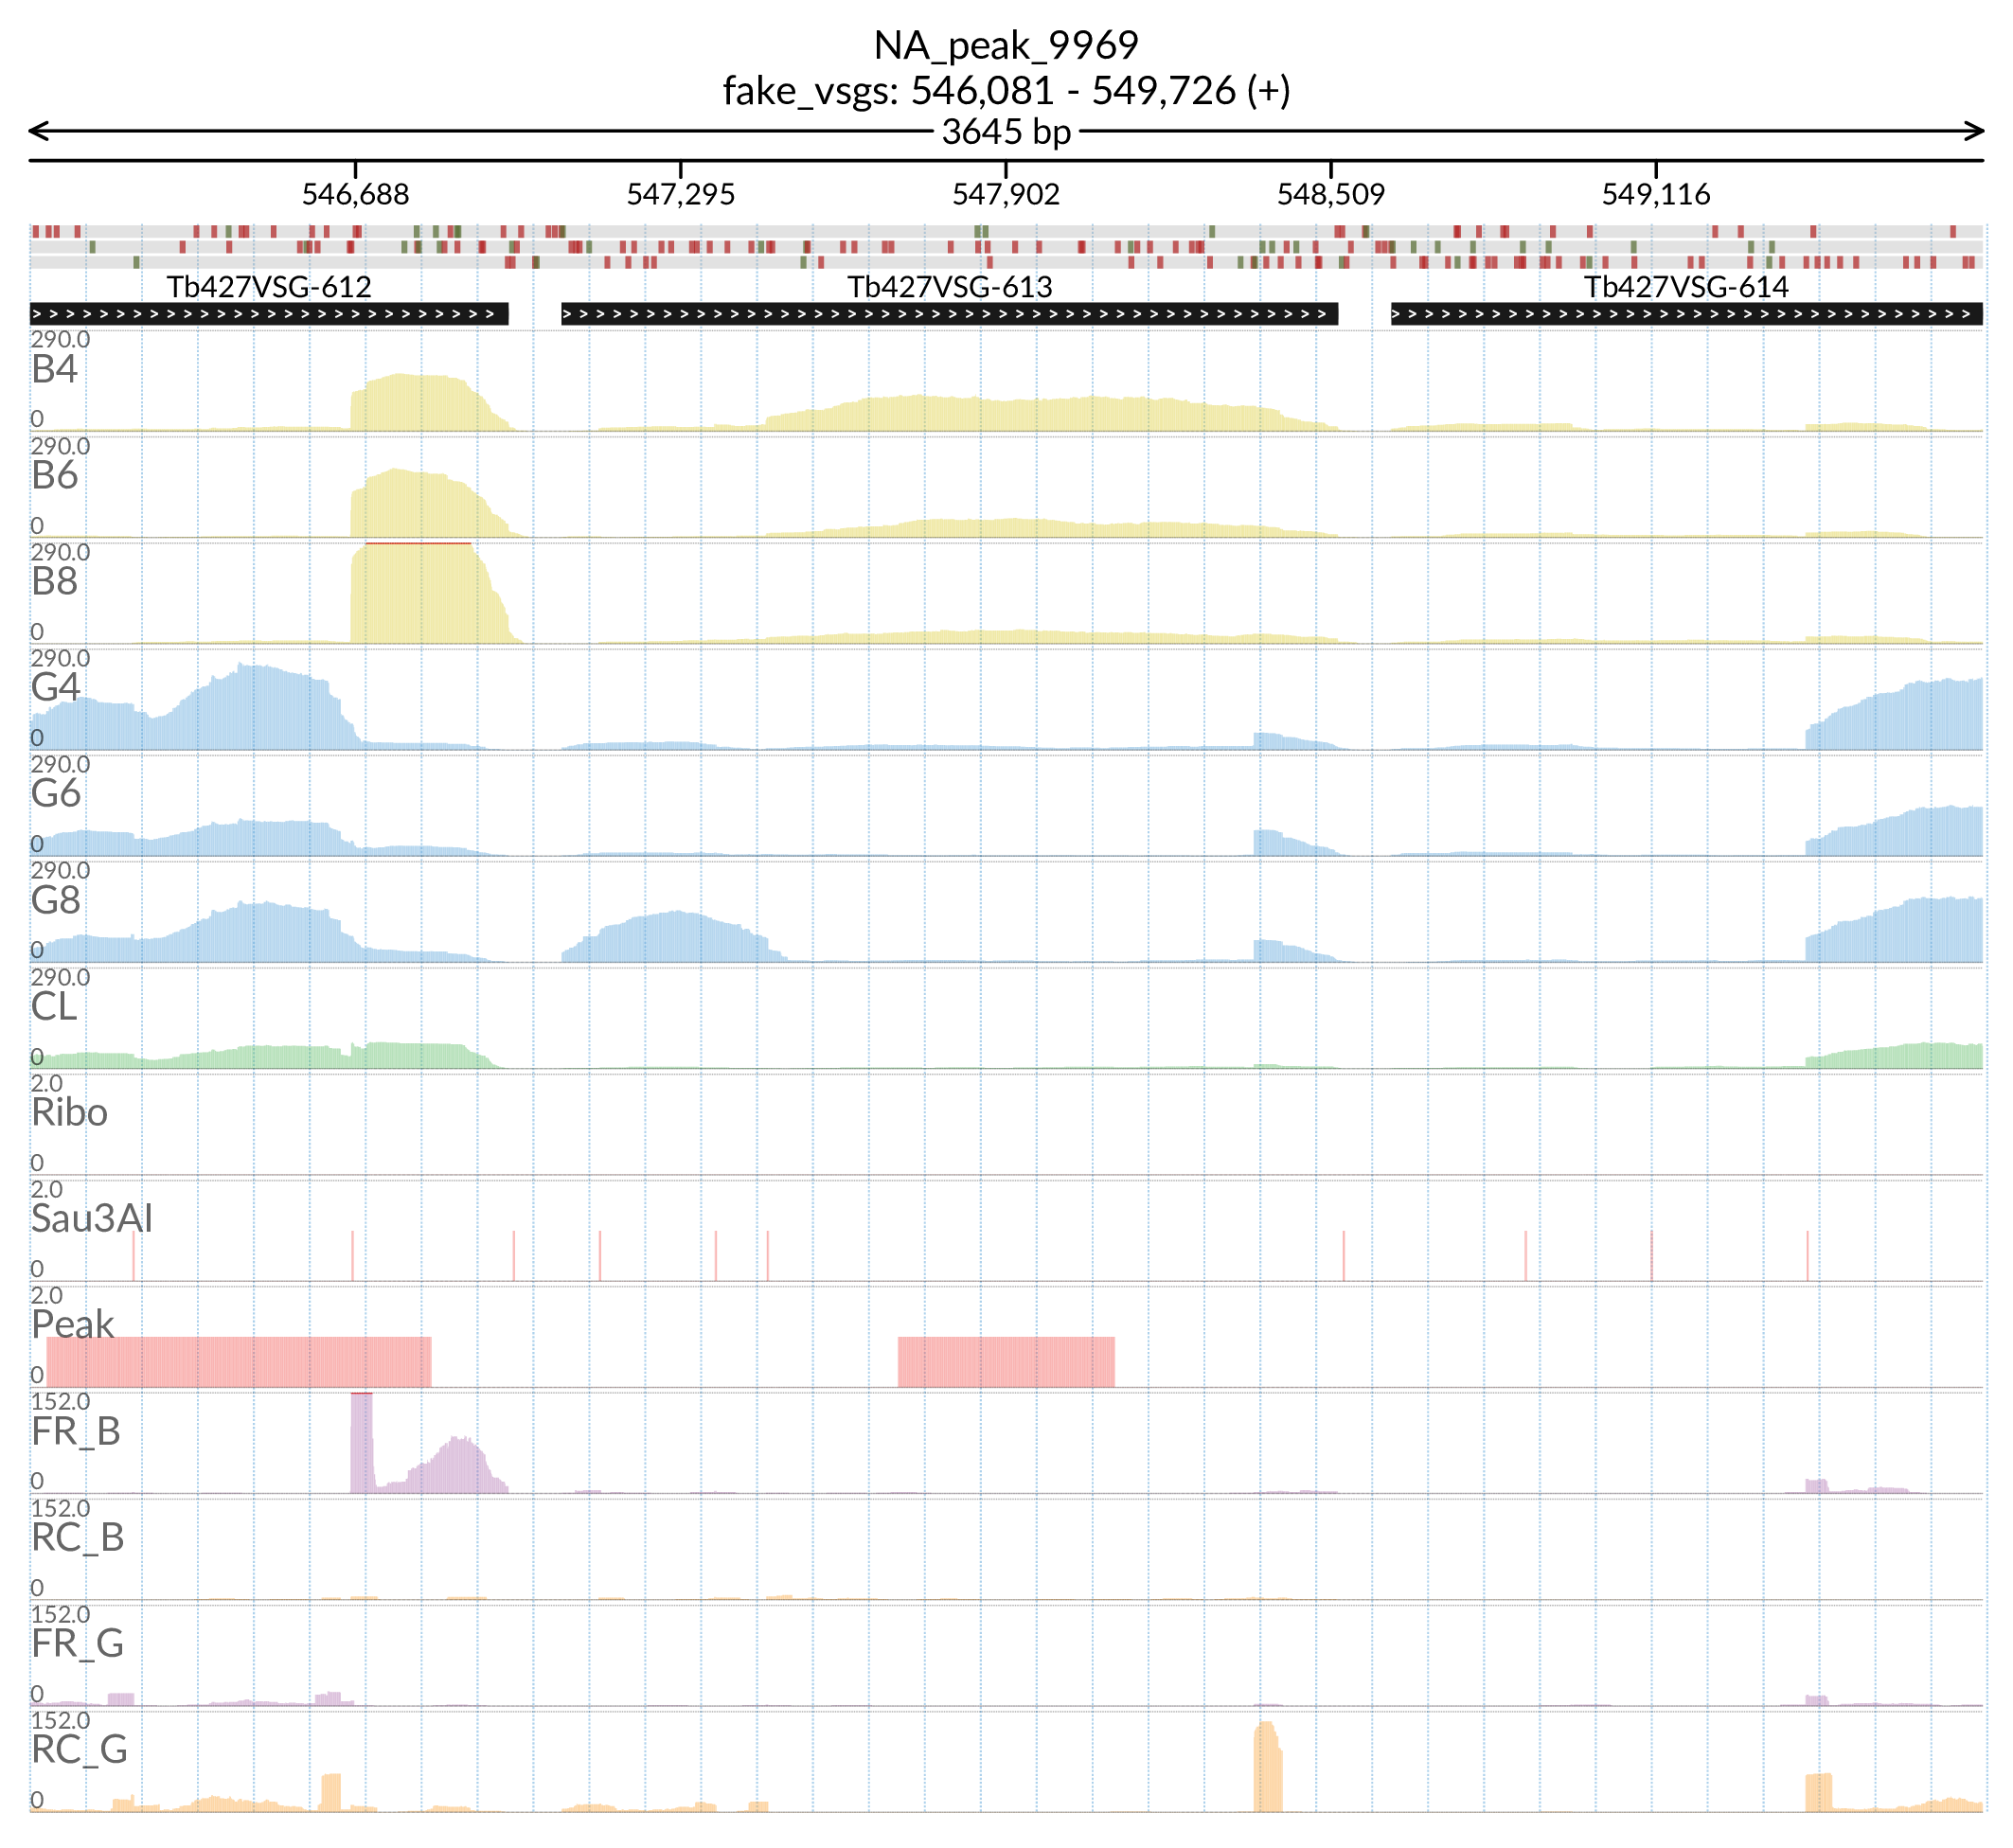 NA_peak_9969
fake_vsgs: 546,081 - 549,726 (+)
3645 bp
546,688 547,295 547,902 548,509 549,116
Tb427VSG-612 Tb427VSG-613 Tb427VSG-614
290.0
B4
0
290.0
B6
0
290.0
B8
0
290.0
G4
0
290.0
G6
0
290.0
G8
0
290.0
CL
0
2.0
Ribo
0
2.0
Sau3AI
0
2.0
Peak
0
152.0
FR_B
0
152.0
RC_B
0
152.0
FR_G
0
152.0
RC_G
0